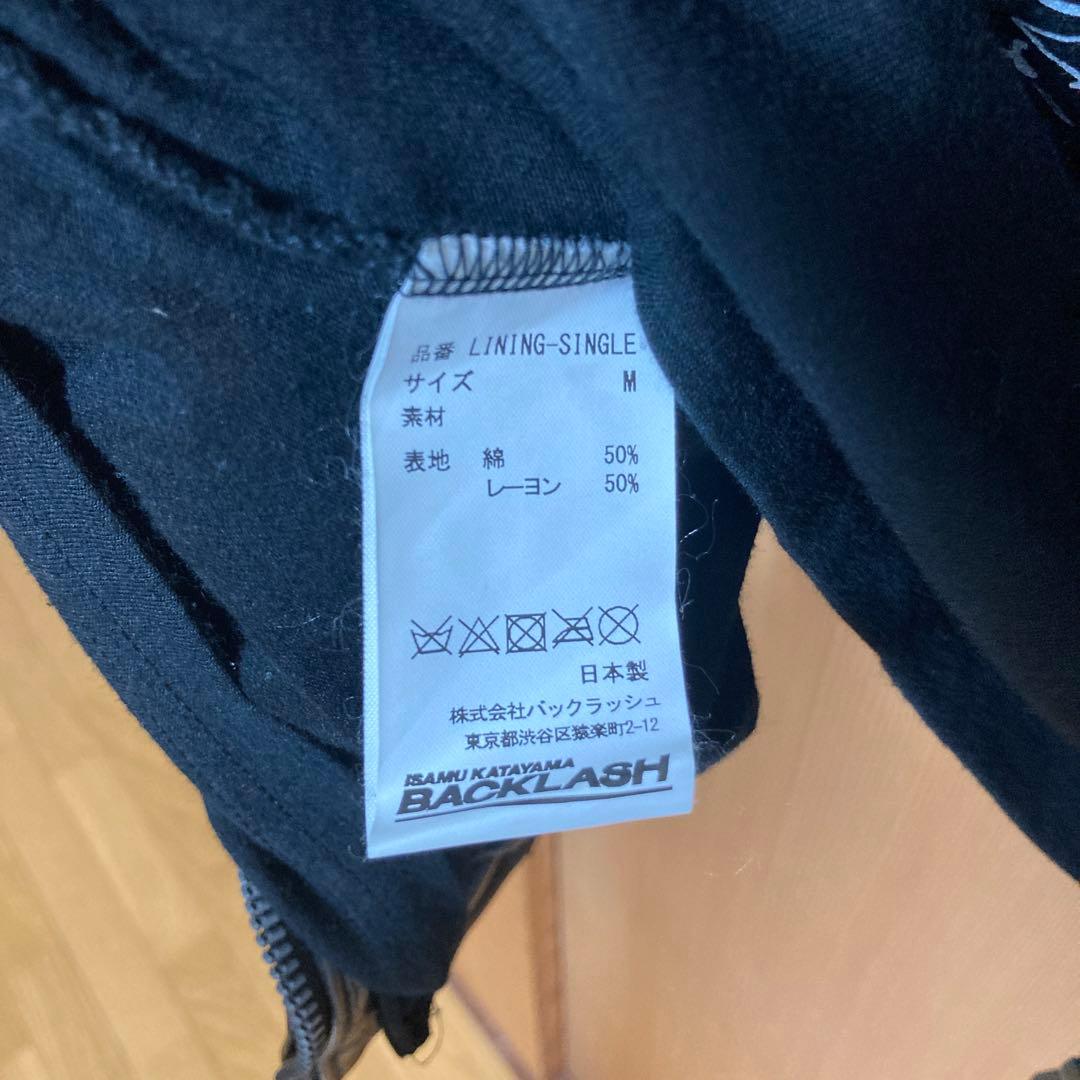 品番 LINING-SINGLE
サイズ M
素材
表地 綿 50%
レーヨン 50%
日本製
株式会社バックラッシュ
東京都渋谷区猿楽町2-12
ISAMU KATAYAMA
BACKLASH